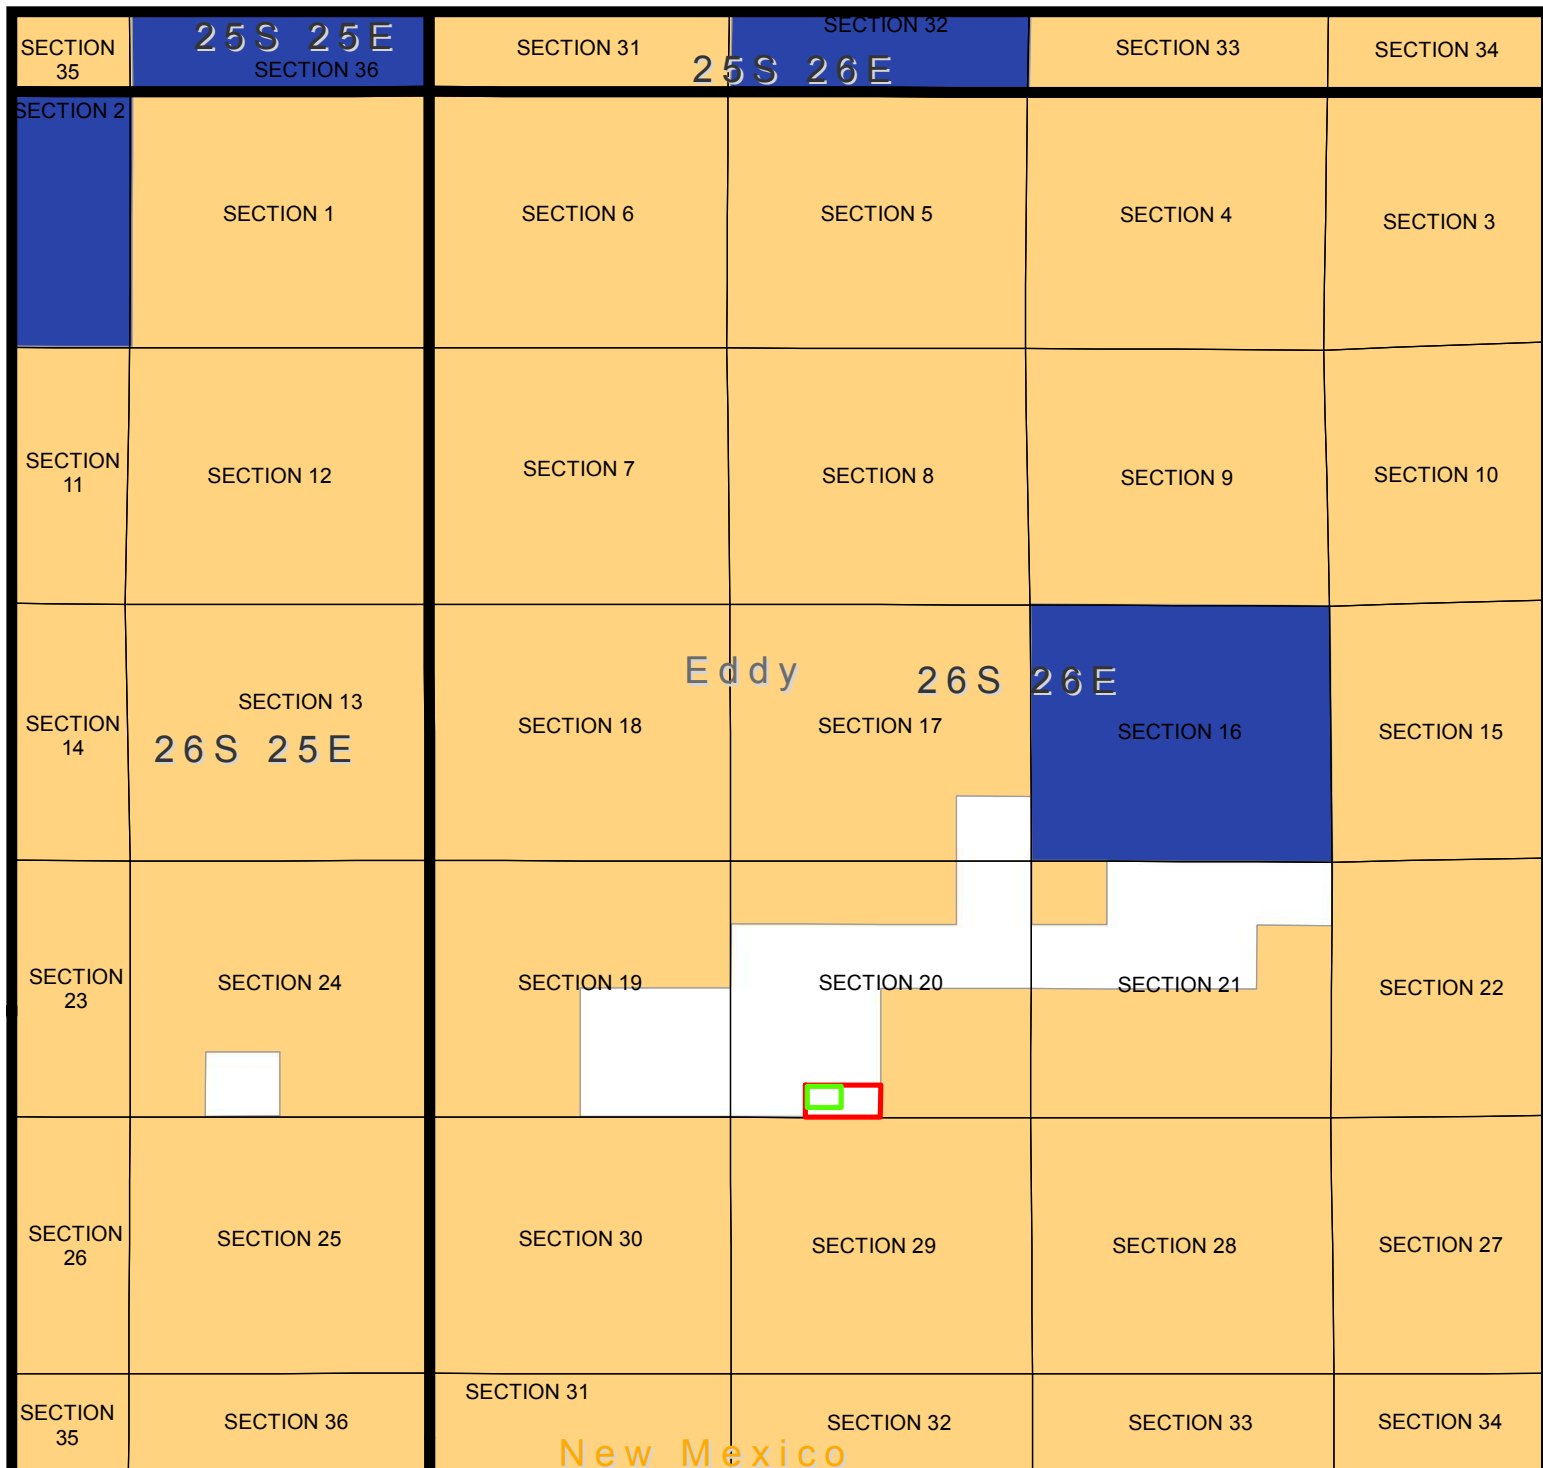 SECTION
35
25S 25E
SECTION 36
SECTION 31
SECTION 32
25S 26E
SECTION 33
SECTION 34
SECTION 2
SECTION 1
SECTION 6
SECTION 5
SECTION 4
SECTION 3
SECTION
11
SECTION 12
SECTION 7
SECTION 8
SECTION 9
SECTION 10
SECTION
14
SECTION 13
26S 25E
SECTION 18
Eddy
SECTION 17
26S 26E
SECTION 16
SECTION 15
SECTION
23
SECTION 24
SECTION 19
SECTION 20
SECTION 21
SECTION 22
SECTION
26
SECTION 25
SECTION 30
SECTION 29
SECTION 28
SECTION 27
SECTION
35
SECTION 36
SECTION 31
SECTION 32
SECTION 33
SECTION 34
New Mexico